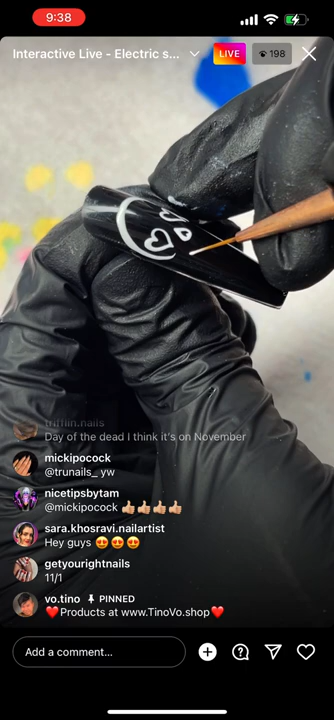 9:38
Interactive Live - Electric s...
LIVE
198
trifflin.nails
Day of the dead I think it's on November
mickipocock
@trunails_ yw
nicetipsbytam
@mickipocock 👍🏼👍🏼👍🏼👍🏼
sara.khosravi.nailartist
Hey guys 😍😍😍
getyourightnails
11/1
vo.tino PINNED
❤️Products at www.TinoVo.shop❤️
Add a comment...